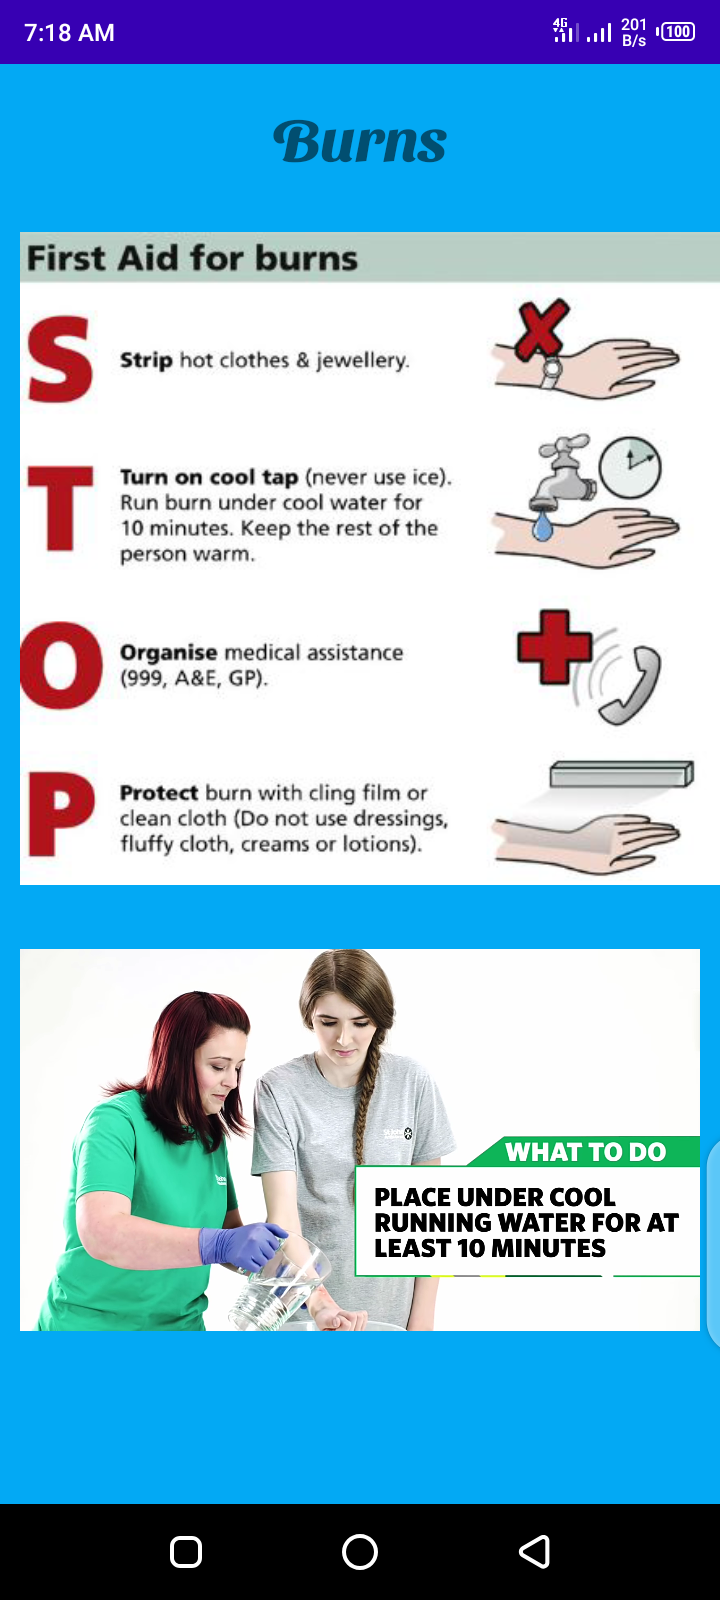 7:18 AM
4G
201
B/s
100
Burns
First Aid for burns
S
Strip hot clothes & jewellery.
T
Turn on cool tap (never use ice).
Run burn under cool water for
10 minutes. Keep the rest of the
person warm.
O
Organise medical assistance
(999, A&E, GP).
P
Protect burn with cling film or
clean cloth (Do not use dressings,
fluffy cloth, creams or lotions).
WHAT TO DO
PLACE UNDER COOL
RUNNING WATER FOR AT
LEAST 10 MINUTES